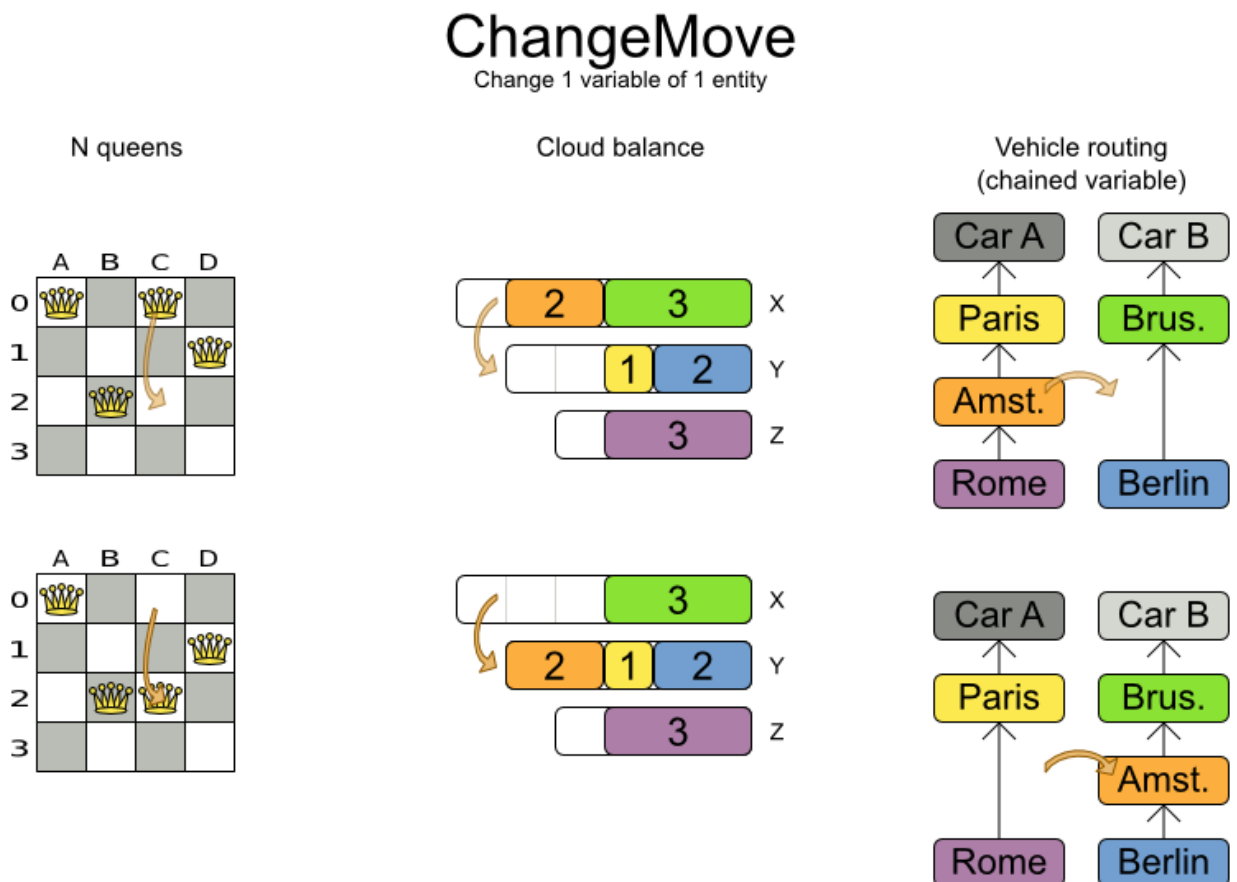 ChangeMove
Change 1 variable of 1 entity
N queens
Cloud balance
Vehicle routing
(chained variable)
A B C D
0
1
2
3
2 3 X
1 2 Y
3 Z
Car A Car B
Paris Brus.
Amst.
Rome Berlin
A B C D
0
1
2
3
3 X
2 1 2 Y
3 Z
Car A Car B
Paris Brus.
Amst.
Rome Berlin